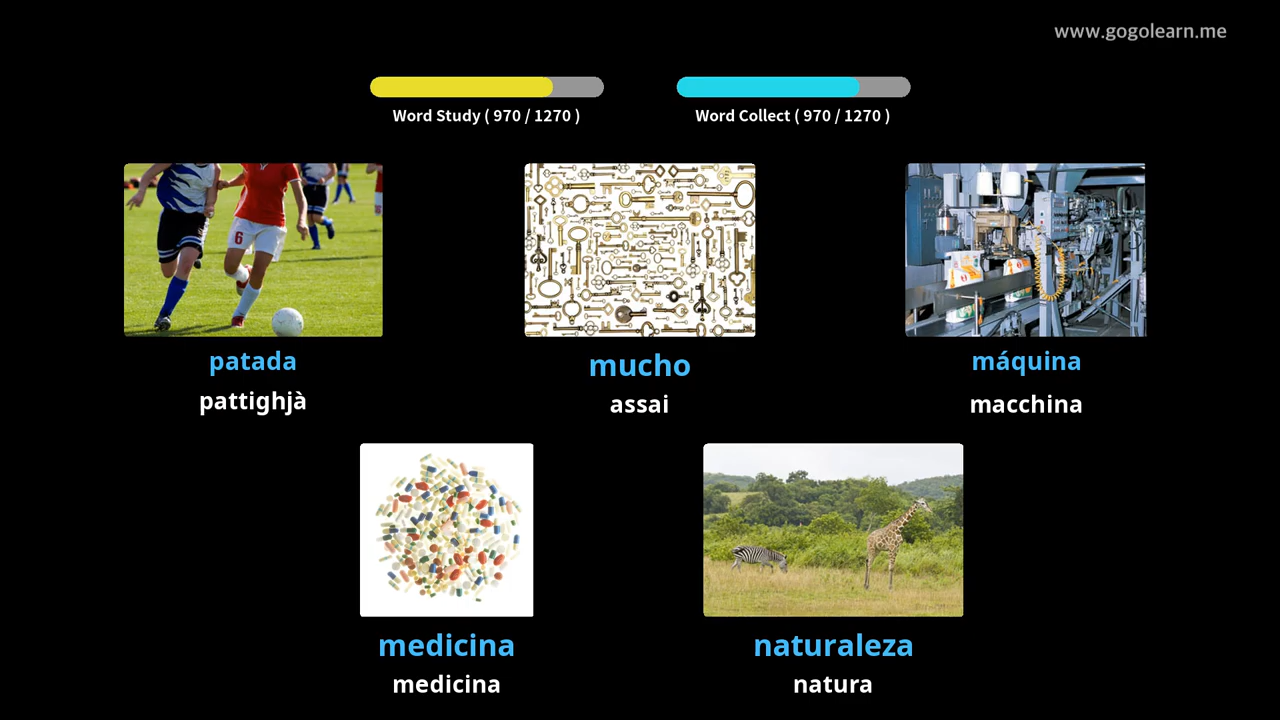 www.gogolearn.me
Word Study ( 970 / 1270 )
Word Collect ( 970 / 1270 )
patada
pattighjà
mucho
assai
máquina
macchina
medicina
medicina
naturaleza
natura
6